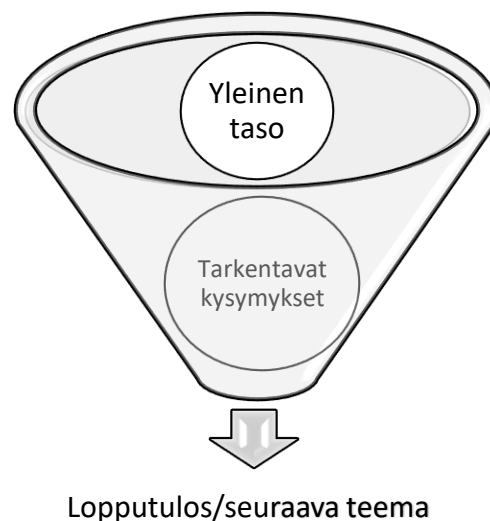 Yleinen
taso
Tarkentavat
kysymykset
Lopputulos/seuraava teema